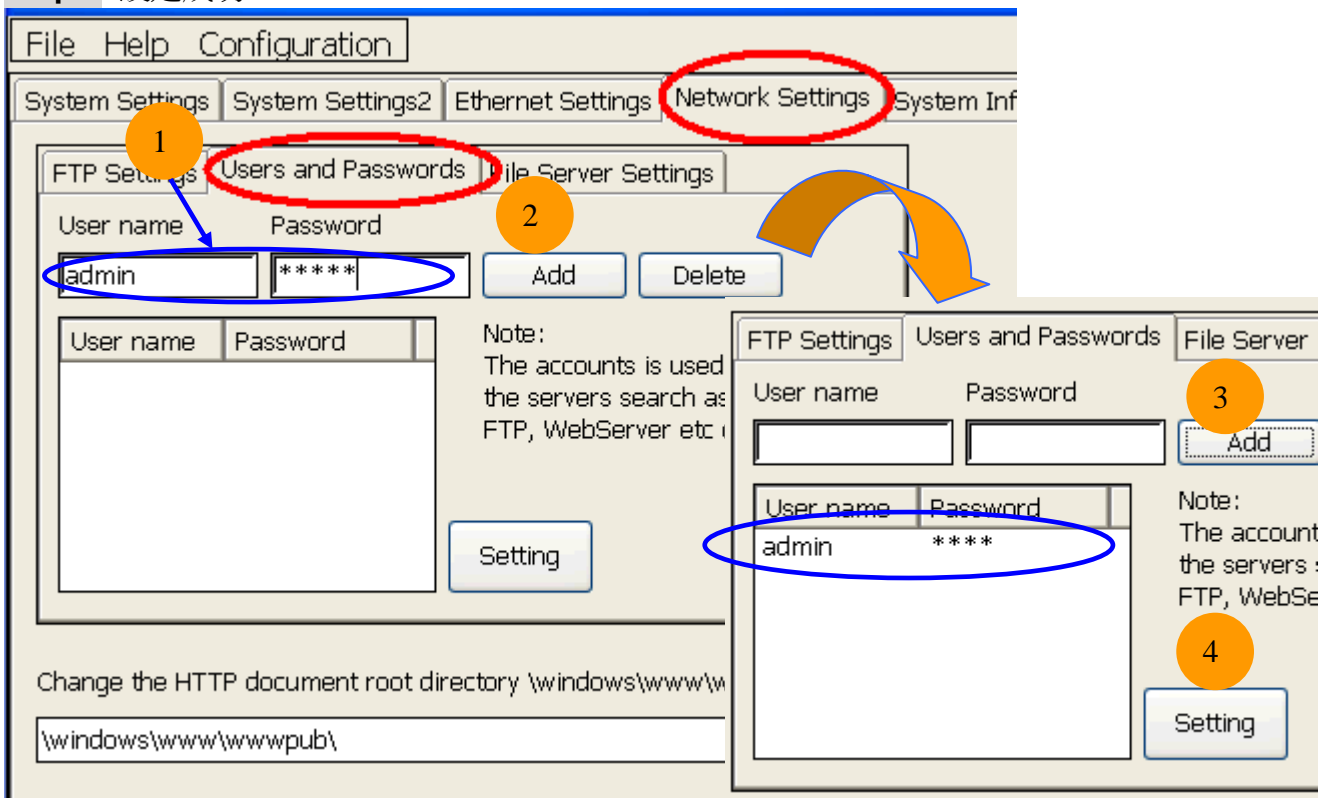 File Help Configuration
System Settings System Settings2 Ethernet Settings Network Settings System Inf
1
FTP Settings Users and Passwords File Server Settings
User name Password
2
admin *****
Add Delete
User name Password
Note:
The accounts is used
the servers search as
FTP, WebServer etc
Setting
Change the HTTP document root directory \windows\www\w
\windows\www\wwwpub\
FTP Settings Users and Passwords File Server
User name Password
3
Add
User name Password
admin ****
Note:
The account
the servers
FTP, WebSe
4
Setting